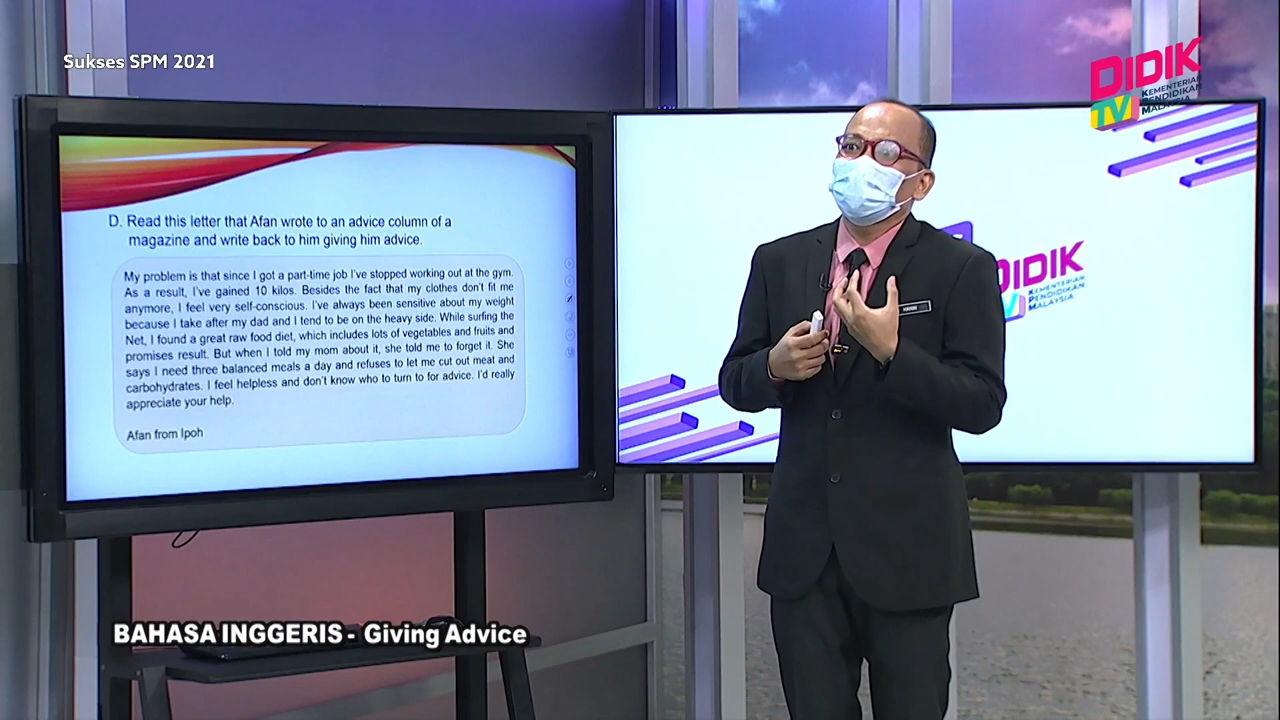 Sukses SPM 2021
DIDIK
TV
KEMENTERIAN
PENDIDIKAN
MALAYSIA
D. Read this letter that Afan wrote to an advice column of a
magazine and write back to him giving him advice.
My problem is that since I got a part-time job I've stopped working out at the gym.
As a result, I've gained 10 kilos. Besides the fact that my clothes don't fit me
anymore, I feel very self-conscious. I've always been sensitive about my weight
because I take after my dad and I tend to be on the heavy side. While surfing the
Net, I found a great raw food diet, which includes lots of vegetables and fruits and
promises result. But when I told my mom about it, she told me to forget it. She
says I need three balanced meals a day and refuses to let me cut out meat and
carbohydrates. I feel helpless and don't know who to turn to for advice. I'd really
appreciate your help.
Afan from Ipoh
DIDIK
KEMENTERIAN
PENDIDIKAN
MALAYSIA
BAHASA INGGERIS - Giving Advice